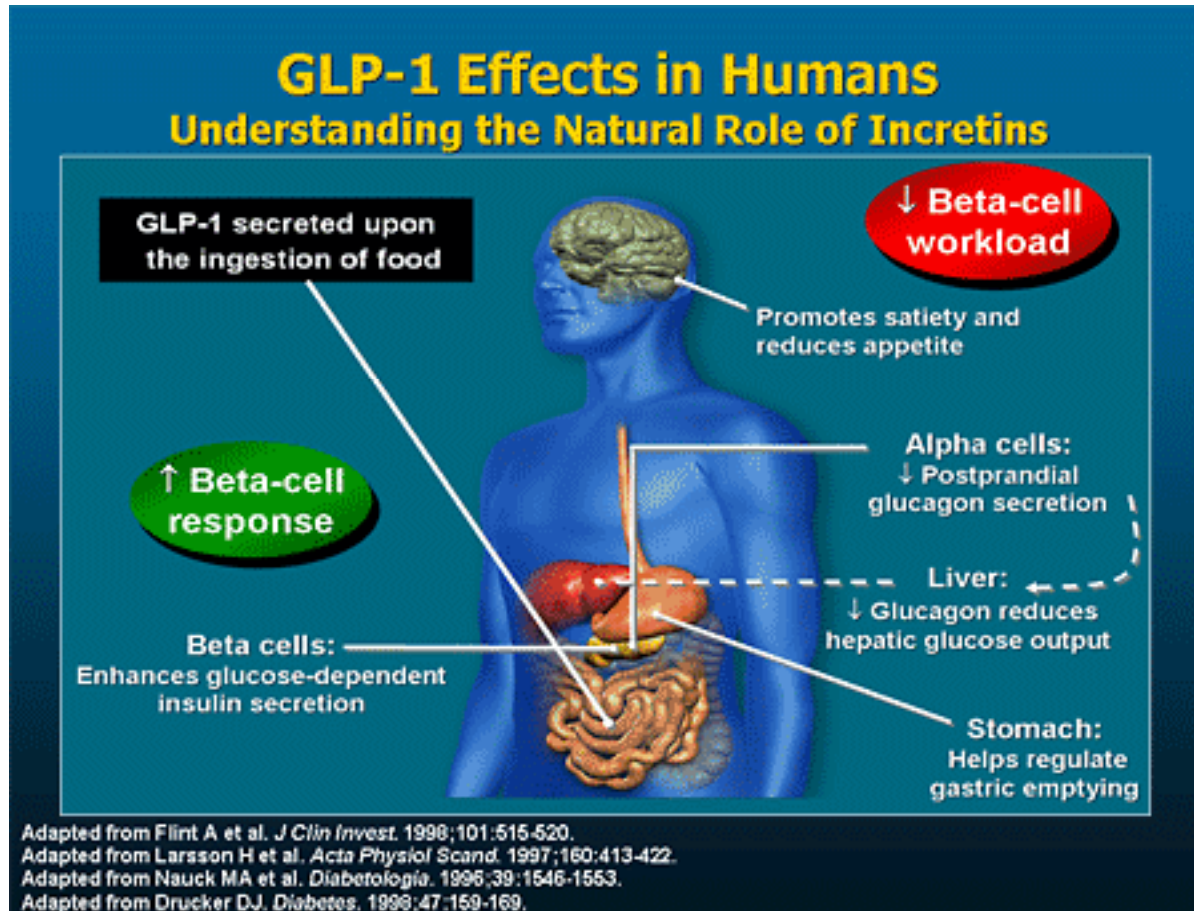 GLP-1 Effects in Humans
Understanding the Natural Role of Incretins
GLP-1 secreted upon
the ingestion of food
↓ Beta-cell
workload
Promotes satiety and
reduces appetite
↑ Beta-cell
response
Alpha cells:
↓ Postprandial
glucagon secretion
Liver:
↓ Glucagon reduces
hepatic glucose output
Beta cells:
Enhances glucose-dependent
insulin secretion
Stomach:
Helps regulate
gastric emptying
Adapted from Flint A et al. J Clin Invest. 1998;101:515-520.
Adapted from Larsson H et al. Acta Physiol Scand. 1997;160:413-422.
Adapted from Nauck MA et al. Diabetologia. 1996;39:1546-1553.
Adapted from Drucker DJ. Diabetes. 1998;47:159-169.